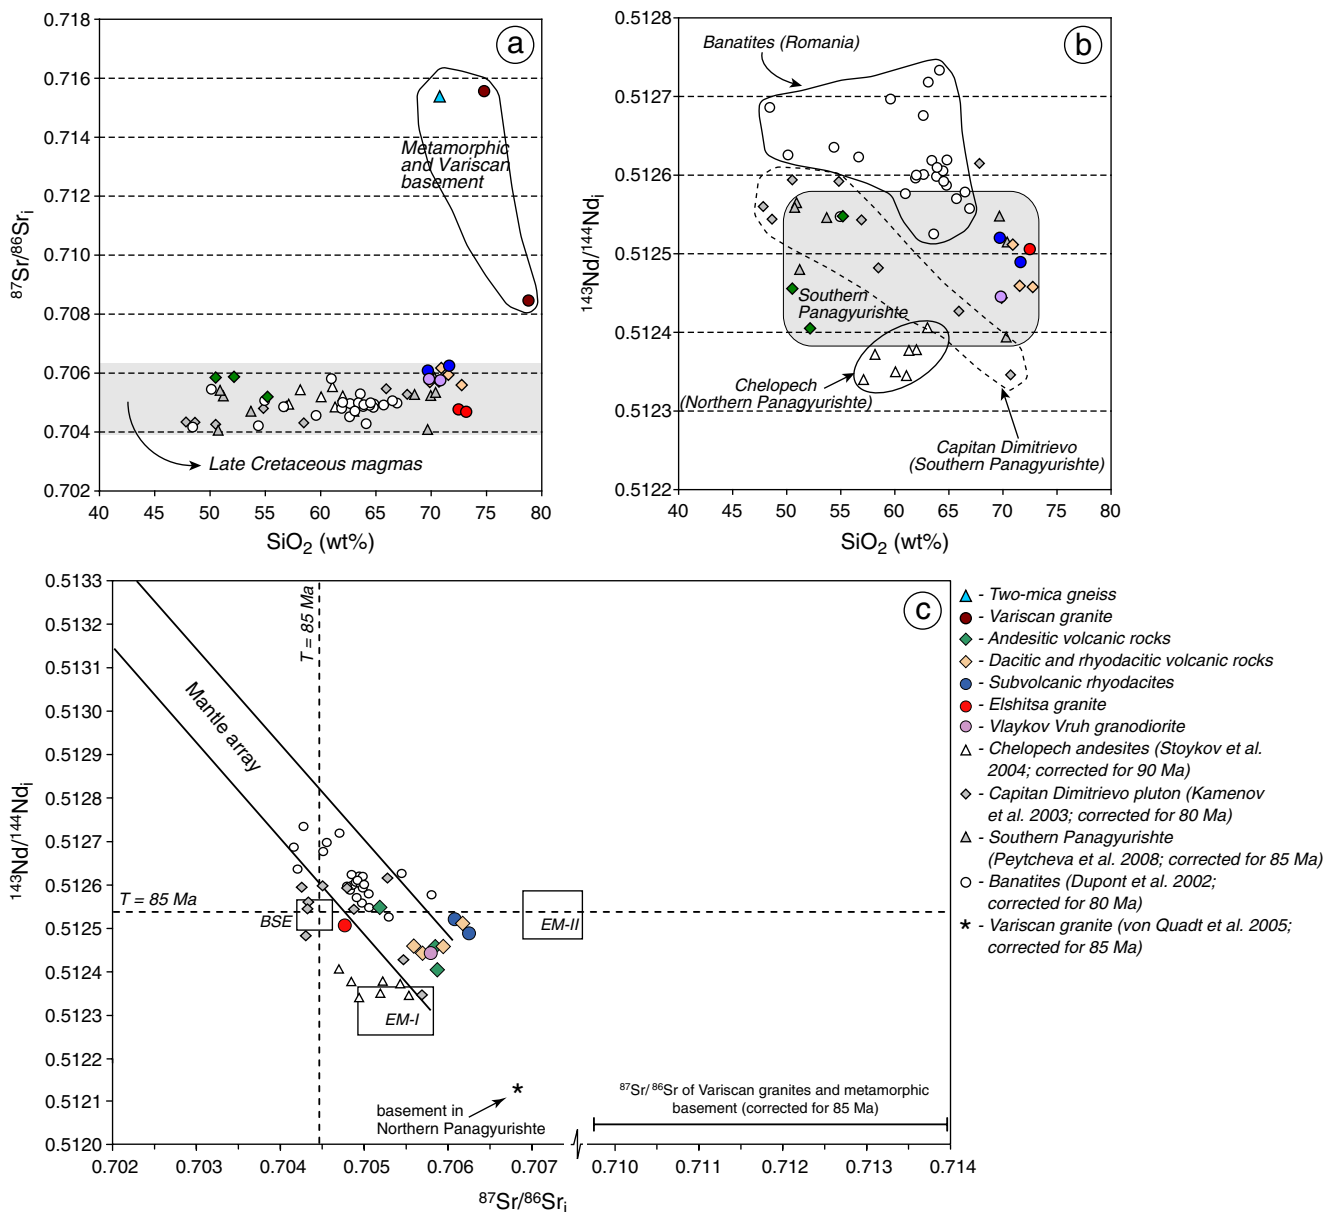 a
0.718
0.716
0.714
0.712
0.710
0.708
0.706
0.704
0.702
87Sr/86Sri
Metamorphic
and Variscan
basement
Late Cretaceous magmas
40 45 50 55 60 65 70 75 80
SiO2 (wt%)
b
0.5128
0.5127
0.5126
0.5125
0.5124
0.5123
0.5122
143Nd/144Ndi
Banatites (Romania)
Southern
Panagyurishte
Chelopech
(Northern Panagyurishte)
Capitan Dimitrievo
(Southern Panagyurishte)
40 45 50 55 60 65 70 75 80
SiO2 (wt%)
c
0.5133
0.5132
0.5131
0.5130
0.5129
0.5128
0.5127
0.5126
0.5125
0.5124
0.5123
0.5122
0.5121
0.5120
143Nd/144Ndi
T = 85 Ma
Mantle array
T = 85 Ma
BSE
EM-II
EM-I
basement in
Northern Panagyurishte
*
87Sr/86Sr of Variscan granites and metamorphic
basement (corrected for 85 Ma)
0.702 0.703 0.704 0.705 0.706 0.707 0.710 0.711 0.712 0.713 0.714
87Sr/86Sri
- Two-mica gneiss
- Variscan granite
- Andesitic volcanic rocks
- Dacitic and rhyodacitic volcanic rocks
- Subvolcanic rhyodacites
- Elshitsa granite
- Vlaykov Vruh granodiorite
- Chelopech andesites (Stoykov et al.
2004; corrected for 90 Ma)
- Capitan Dimitrievo pluton (Kamenov
et al. 2003; corrected for 80 Ma)
- Southern Panagyurishte
(Peytcheva et al. 2008; corrected for 85 Ma)
- Banatites (Dupont et al. 2002;
corrected for 80 Ma)
* - Variscan granite (von Quadt et al. 2005;
corrected for 85 Ma)